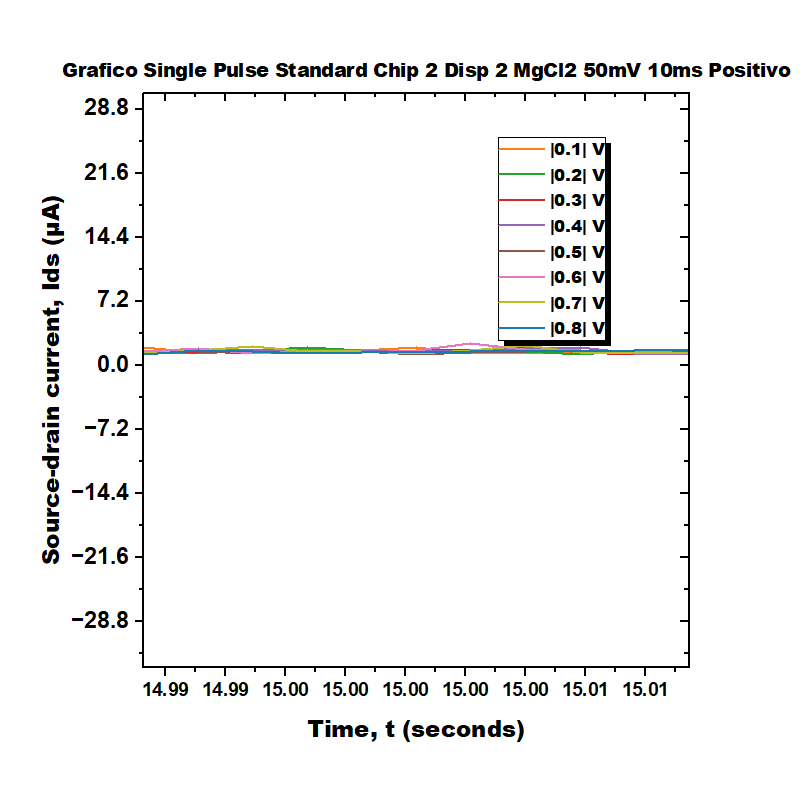 Grafico Single Pulse Standard Chip 2 Disp 2 MgCl2 50mV 10ms Positivo
28.8
21.6
14.4
7.2
0.0
−7.2
−14.4
−21.6
−28.8
Source-drain current, Ids (µA)
|0.1| V
|0.2| V
|0.3| V
|0.4| V
|0.5| V
|0.6| V
|0.7| V
|0.8| V
14.99 14.99 15.00 15.00 15.00 15.00 15.00 15.01 15.01
Time, t (seconds)